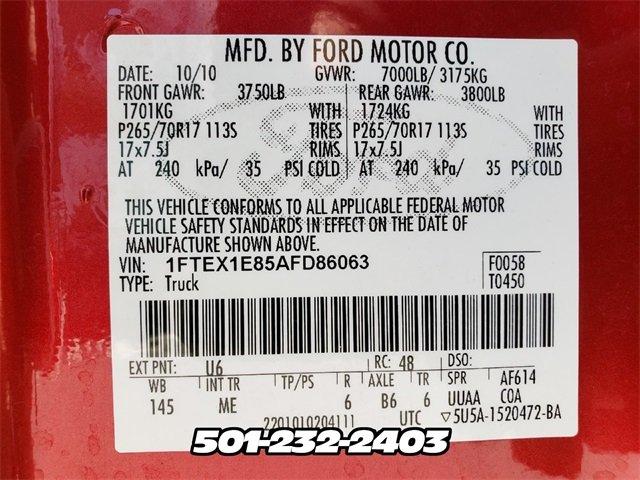 MFD. BY FORD MOTOR CO.
DATE: 10/10 GVWR: 7000LB/ 3175KG
FRONT GAWR: 3750LB REAR GAWR: 3800LB
1701KG WITH 1724KG WITH
P265/70R17 113S TIRES P265/70R17 113S TIRES
17x7.5J RIMS 17x7.5J RIMS
AT 240 kPa/ 35 PSI COLD AT 240 kPa/ 35 PSI COLD
THIS VEHICLE CONFORMS TO ALL APPLICABLE FEDERAL MOTOR
VEHICLE SAFETY STANDARDS IN EFFECT ON THE DATE OF
MANUFACTURE SHOWN ABOVE.
VIN: 1FTEX1E85AFD86063 F0058
TYPE: Truck T0450
EXT PNT: U6 RC: 48 DSO:
WB INT TR TP/PS R AXLE TR SPR AF614
145 ME 6 B6 6 UUAA COA
2201010204111 UTC ▽5U5A-1520472-BA
501-232-2403